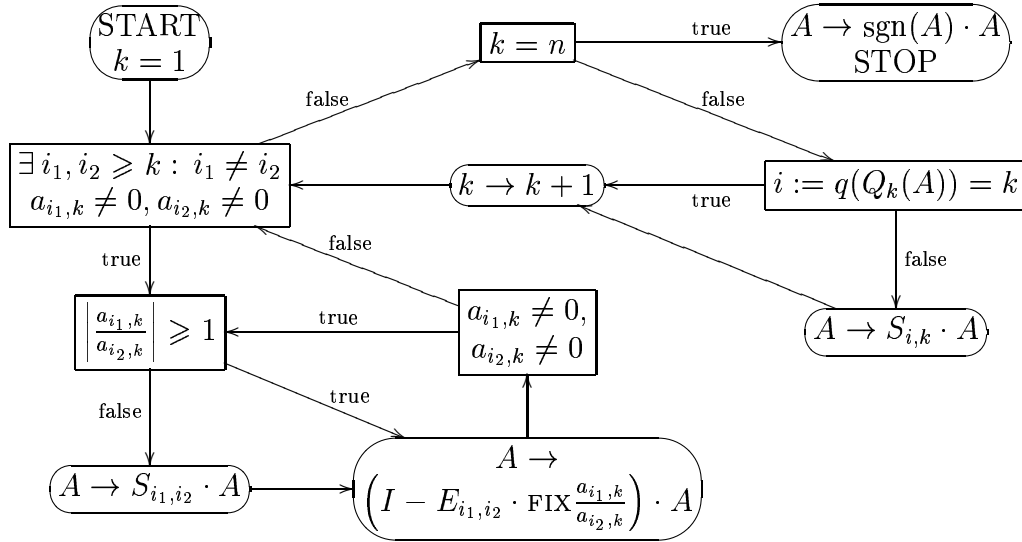 START
k = 1
k = n
true
A → sgn(A) · A
STOP
false
false
∃ i₁, i₂ ⩾ k : i₁ ≠ i₂
a_{i₁,k} ≠ 0, a_{i₂,k} ≠ 0
k → k + 1
true
i := q(Q_k(A)) = k
true
false
false
|a_{i₁,k} / a_{i₂,k}| ⩾ 1
true
a_{i₁,k} ≠ 0,
a_{i₂,k} ≠ 0
A → S_{i,k} · A
false
true
A → S_{i₁,i₂} · A
A →
(I − E_{i₁,i₂} · FIX a_{i₁,k} / a_{i₂,k}) · A